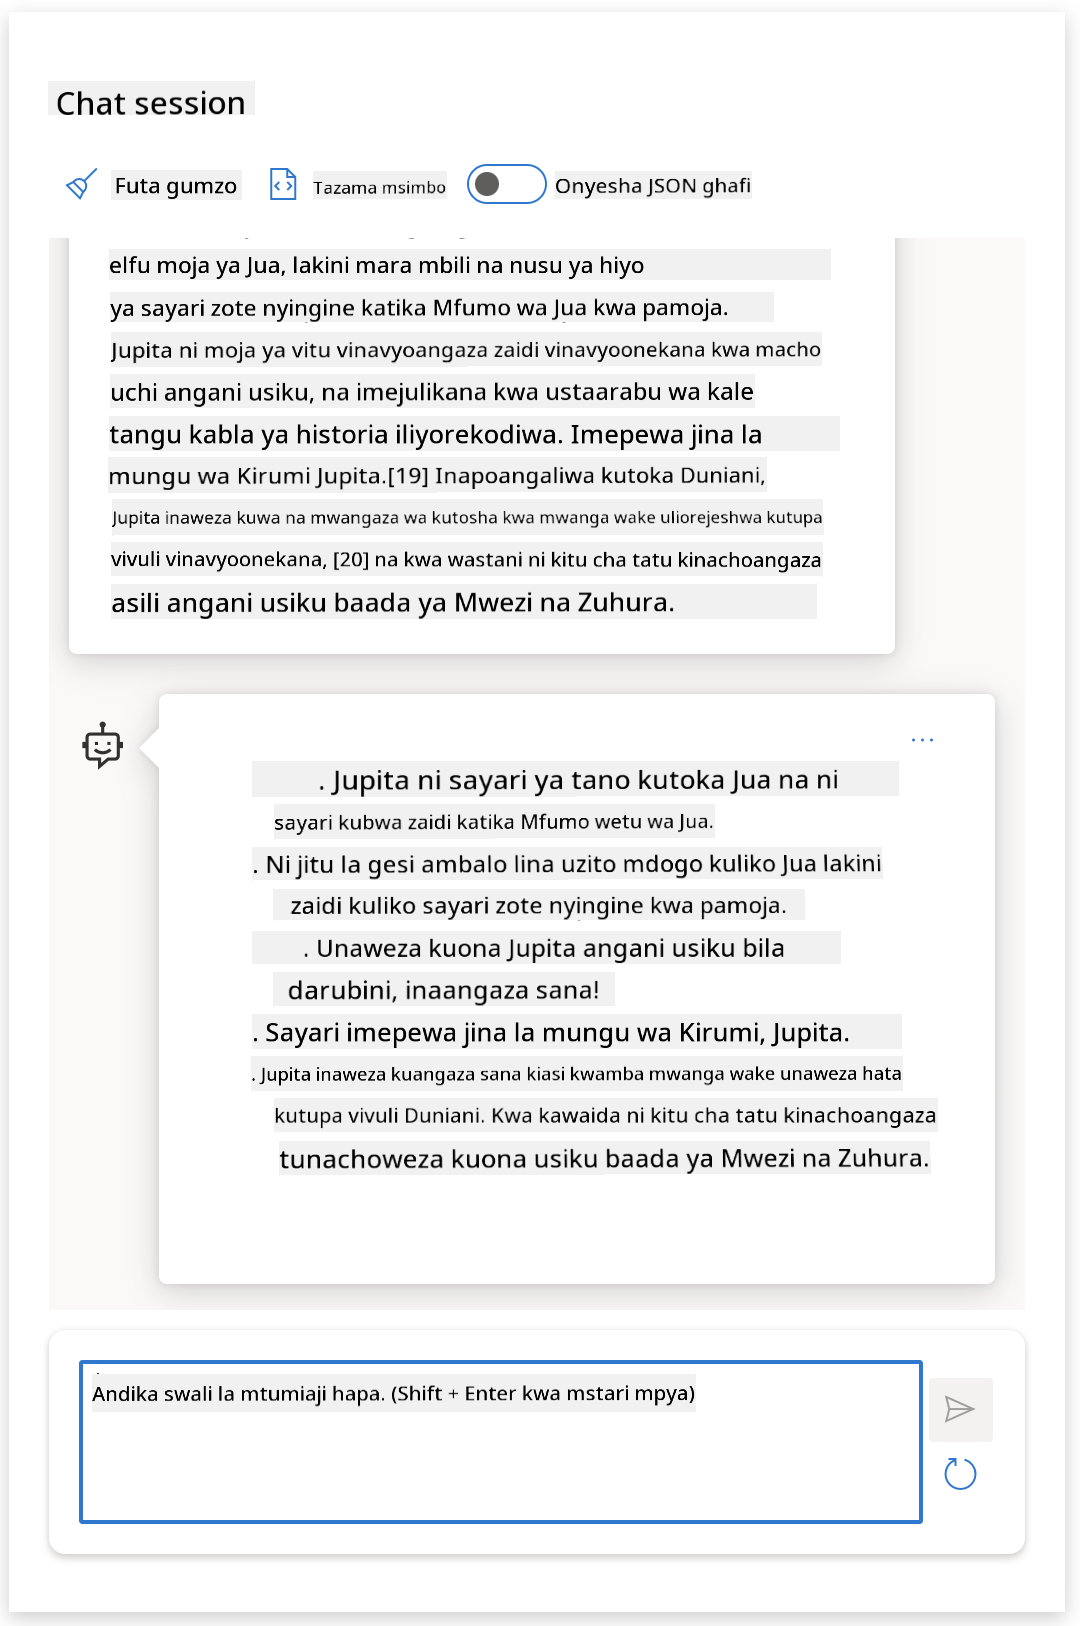 Chat session
Futa gumzo
Tazama msimbo
Onyesha JSON ghafi
elfu moja ya Jua, lakini mara mbili na nusu ya hiyo
ya sayari zote nyingine katika Mfumo wa Jua kwa pamoja.
Jupita ni moja ya vitu vinavyoangaza zaidi vinavyoonekana kwa macho
uchi angani usiku, na imejulikana kwa ustaarabu wa kale
tangu kabla ya historia iliyorekodiwa. Imepewa jina la
mungu wa Kirumi Jupita.[19] Inapoangaliwa kutoka Duniani,
Jupita inaweza kuwa na mwangaza wa kutosha kwa mwanga wake uliorejeshwa kutupa
vivuli vinavyoonekana, [20] na kwa wastani ni kitu cha tatu kinachoangaza
asili angani usiku baada ya Mwezi na Zuhura.
. Jupita ni sayari ya tano kutoka Jua na ni
sayari kubwa zaidi katika Mfumo wetu wa Jua.
. Ni jitu la gesi ambalo lina uzito mdogo kuliko Jua lakini
zaidi kuliko sayari zote nyingine kwa pamoja.
. Unaweza kuona Jupita angani usiku bila
darubini, inaangaza sana!
. Sayari imepewa jina la mungu wa Kirumi, Jupita.
. Jupita inaweza kuangaza sana kiasi kwamba mwanga wake unaweza hata
kutupa vivuli Duniani. Kwa kawaida ni kitu cha tatu kinachoangaza
tunachoweza kuona usiku baada ya Mwezi na Zuhura.
Andika swali la mtumiaji hapa. (Shift + Enter kwa mstari mpya)